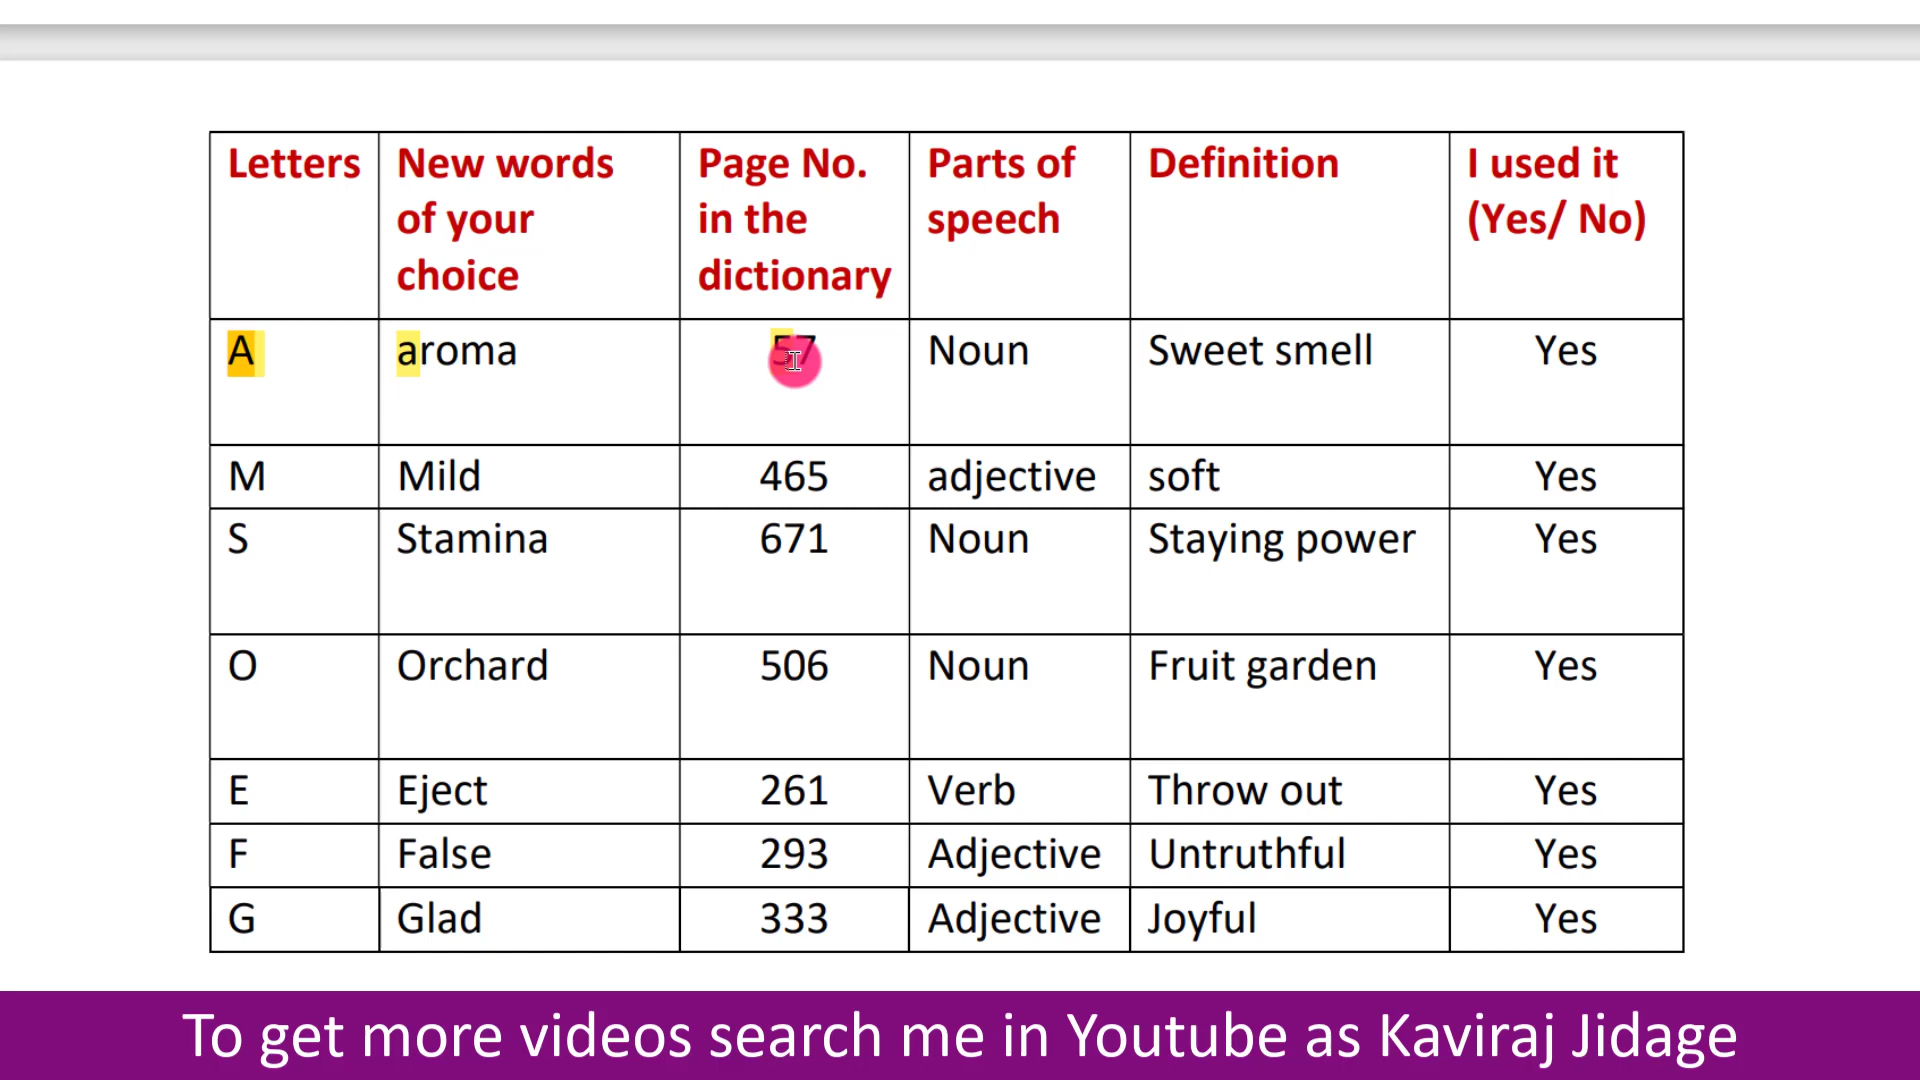 Letters New words of your choice Page No. in the dictionary Parts of speech Definition I used it (Yes/ No)
A aroma 57 Noun Sweet smell Yes
M Mild 465 adjective soft Yes
S Stamina 671 Noun Staying power Yes
O Orchard 506 Noun Fruit garden Yes
E Eject 261 Verb Throw out Yes
F False 293 Adjective Untruthful Yes
G Glad 333 Adjective Joyful Yes
To get more videos search me in Youtube as Kaviraj Jidage